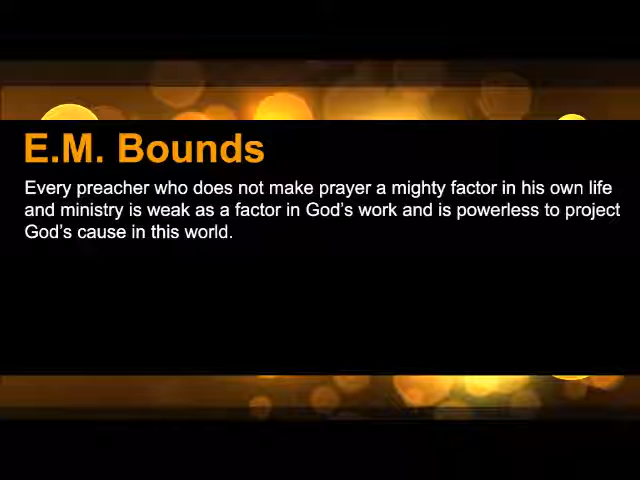 E.M. Bounds
Every preacher who does not make prayer a mighty factor in his own life
and ministry is weak as a factor in God’s work and is powerless to project
God’s cause in this world.